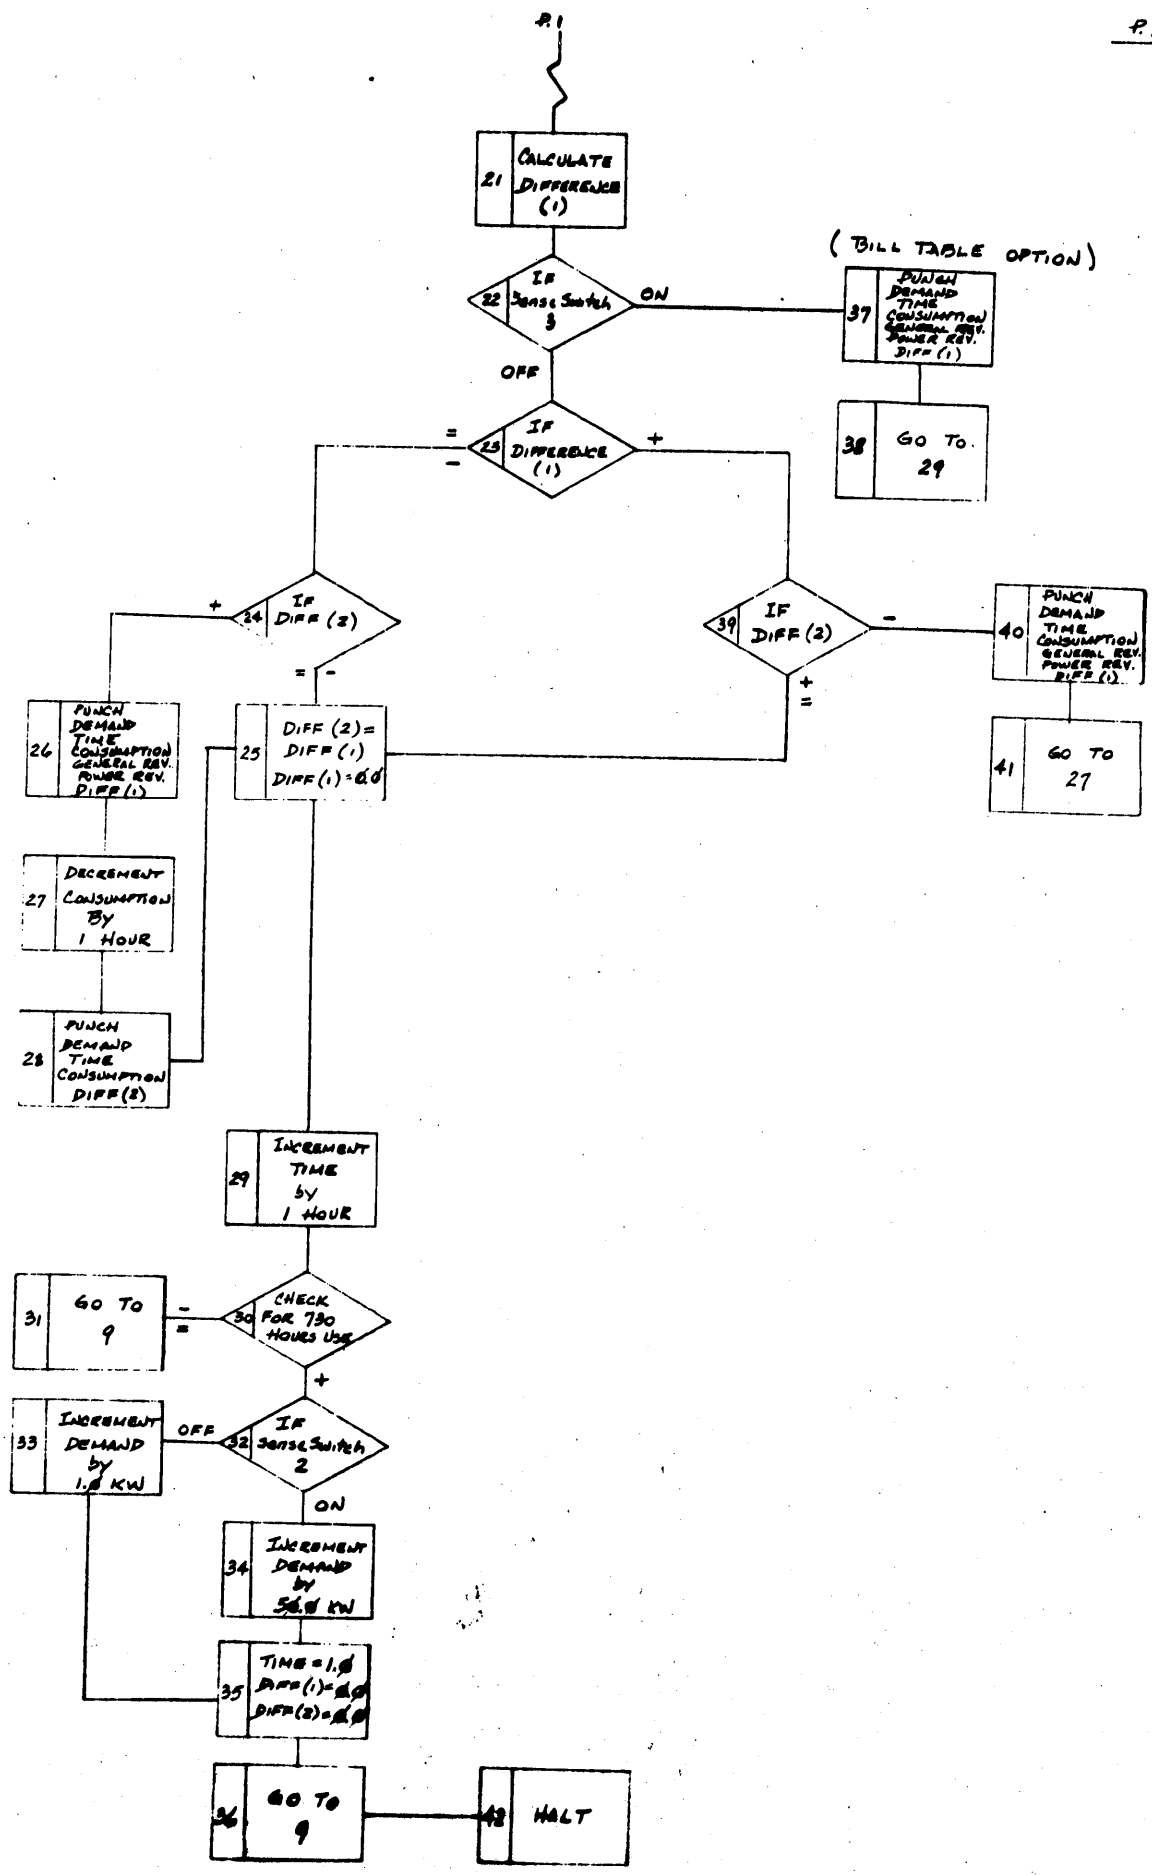 P. 1
P.
21
CALCULATE
DIFFERENCE
(1)
22
IF
Sense Switch
3
ON
OFF
( BILL TABLE OPTION )
37
PUNCH
DEMAND
TIME
CONSUMPTION
GENERAL REV.
POWER REV.
DIFF (1)
38
GO TO.
29
23
IF
DIFFERENCE
(1)
=
-
+
24
IF
DIFF (2)
+
= -
39
IF
DIFF (2)
-
+
=
40
PUNCH
DEMAND
TIME
CONSUMPTION
GENERAL REV.
POWER REV.
DIFF (1)
41
GO TO
27
26
PUNCH
DEMAND
TIME
CONSUMPTION
GENERAL REV.
POWER REV.
DIFF (1)
25
DIFF (2) =
DIFF (1)
DIFF (1) = 0.0
27
DECREMENT
CONSUMPTION
BY
1 HOUR
28
PUNCH
DEMAND
TIME
CONSUMPTION
DIFF (2)
29
INCREMENT
TIME
by
1 HOUR
30
CHECK
FOR 730
HOURS USE
-
=
+
31
GO TO
9
32
IF
Sense Switch
2
OFF
ON
33
INCREMENT
DEMAND
by
1.0 KW
34
INCREMENT
DEMAND
by
50.0 KW
35
TIME = 1.0
DIFF (1) = 0.0
DIFF (2) = 0.0
36
GO TO
9
42
HALT